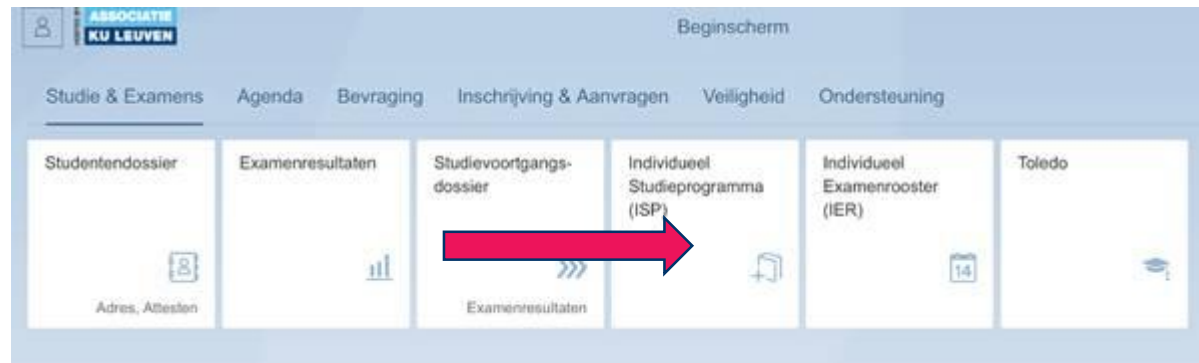 ASSOCIATIE
KU LEUVEN
Beginscherm
Studie & Examens Agenda Bevraging Inschrijving & Aanvragen Veiligheid Ondersteuning
Studentendossier
Adres, Attesten
Examenresultaten
Studievoortgangs-
dossier
Examenresultaten
Individueel
Studieprogramma
(ISP)
Individueel
Examenrooster
(IER)
14
Toledo